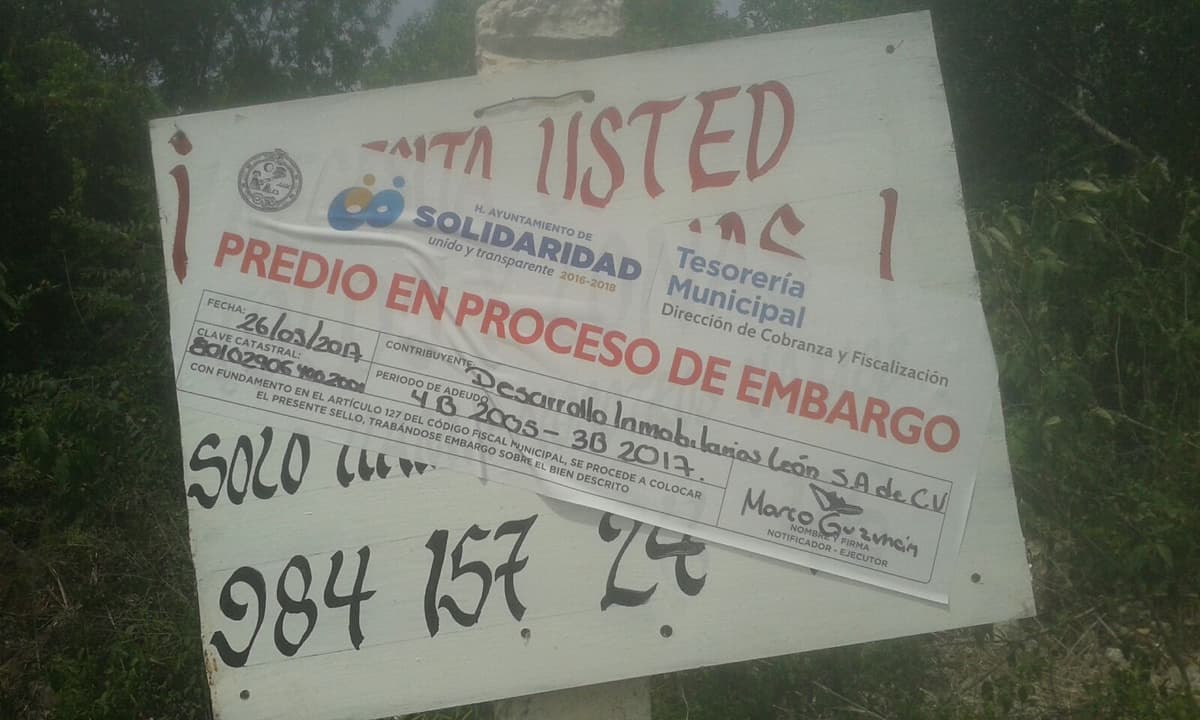 USTED
H. AYUNTAMIENTO DE
SOLIDARIDAD
unido y transparente 2016-2018
Tesorería
Municipal
Dirección de Cobranza y Fiscalización
PREDIO EN PROCESO DE EMBARGO
FECHA: 26/09/2017
CLAVE CATASTRAL:
CONTRIBUYENTE: Desarrollo Inmobiliarios León S.A de C.V
PERIODO DE ADEUDO 4B 2005 - 3B 2017.
CON FUNDAMENTO EN EL ARTÍCULO 127 DEL CÓDIGO FISCAL MUNICIPAL, SE PROCEDE A COLOCAR
EL PRESENTE SELLO, TRABÁNDOSE EMBARGO SOBRE EL BIEN DESCRITO
Marco Guzmán
NOMBRE Y FIRMA
NOTIFICADOR - EJECUTOR
SOLO
984 157 24